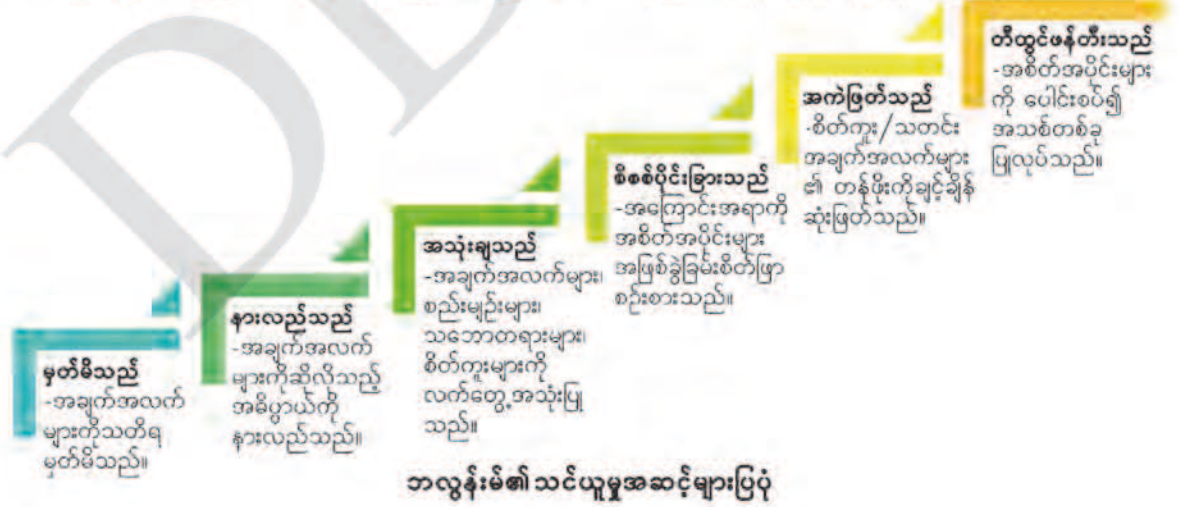 မှတ်မိသည်
-အချက်အလက်
များကိုသတိရ
မှတ်မိသည်။
နားလည်သည်
-အချက်အလက်
များကိုဆိုလိုသည့်
အဓိပ္ပာယ်ကို
နားလည်သည်။
အသုံးချသည်
-အချက်အလက်များ၊
စည်းမျဉ်းများ၊
သဘောတရားများ၊
စိတ်ကူးများကို
လက်တွေ့အသုံးပြု
သည်။
စိစစ်ပိုင်းခြားသည်
-အကြောင်းအရာကို
အစိတ်အပိုင်းများ
အဖြစ်ခွဲခြမ်းစိတ်ဖြာ
စဉ်းစားသည်။
အကဲဖြတ်သည်
-စိတ်ကူး/သတင်း
အချက်အလက်များ
၏ တန်ဖိုးကိုချင့်ချိန်
ဆုံးဖြတ်သည်။
တီထွင်ဖန်တီးသည်
-အစိတ်အပိုင်းများ
ကို ပေါင်းစပ်၍
အသစ်တစ်ခု
ပြုလုပ်သည်။
ဘလွန်းမ်၏ သင်ယူမှုအဆင့်များပြပုံ